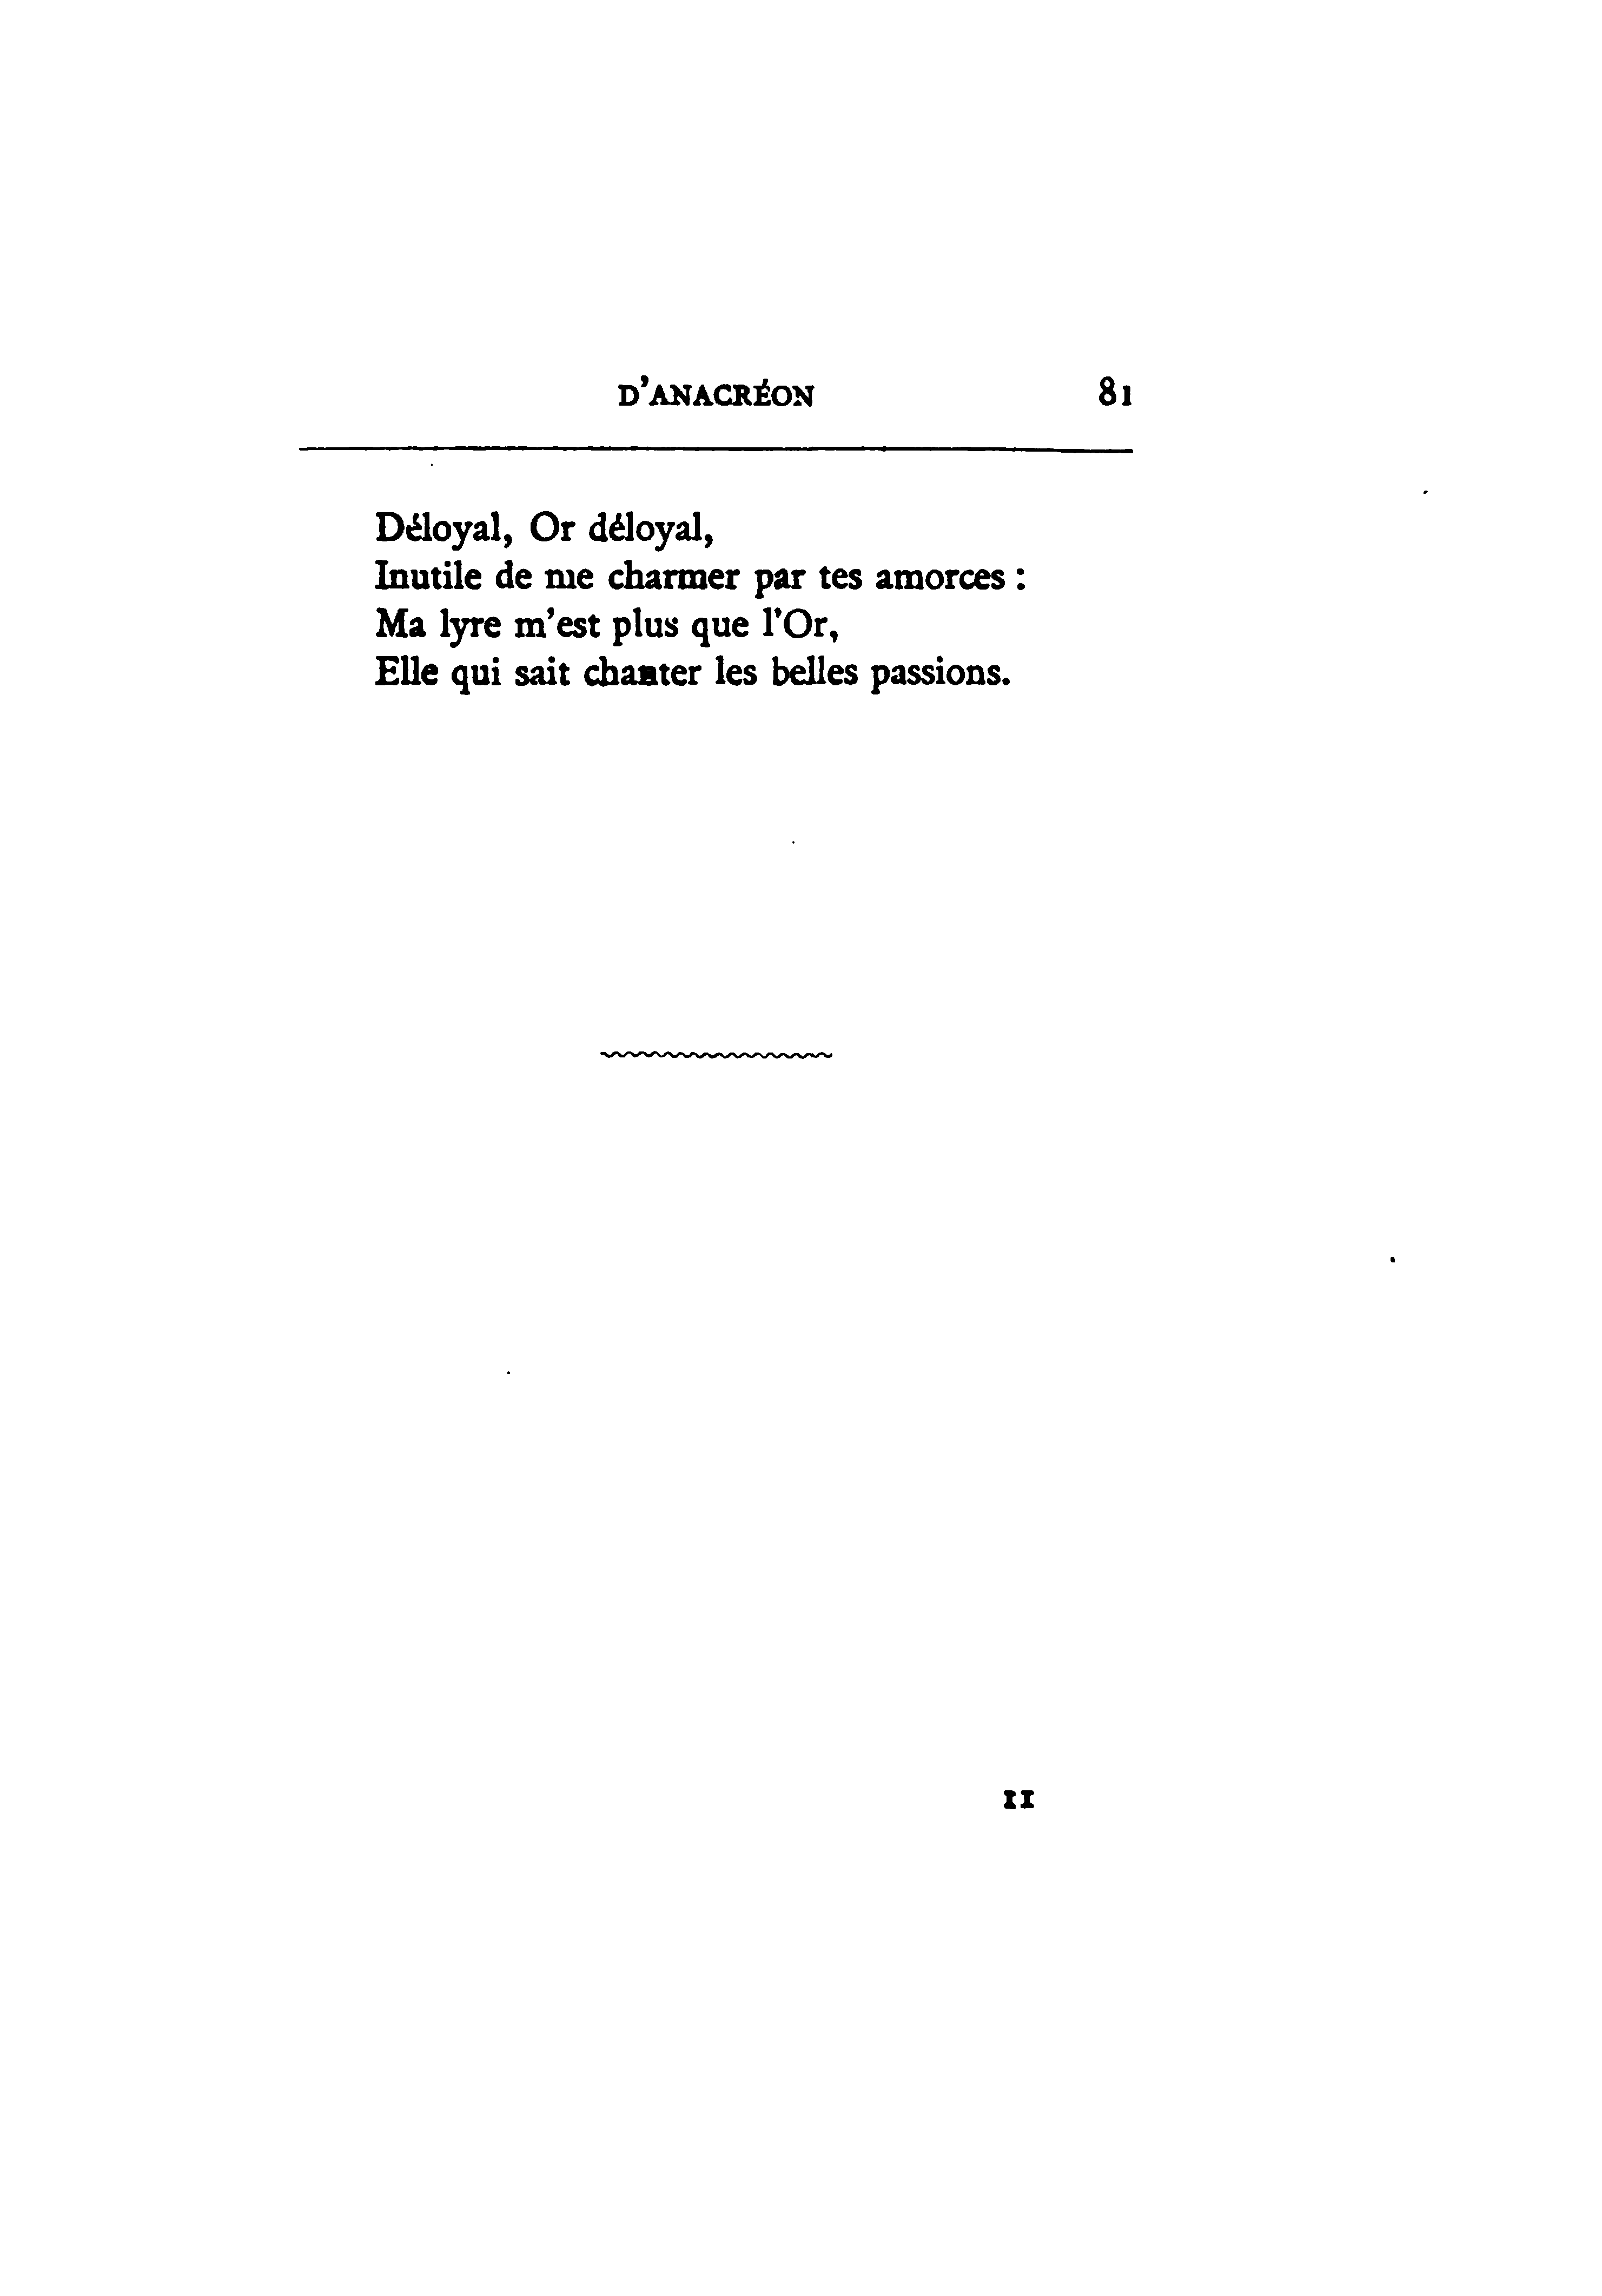 D'ANACRÉON 81
Déloyal, Or déloyal,
Inutile de me charmer par tes amorces :
Ma lyre m'est plus que l'Or,
Elle qui sait chanter les belles passions.
11